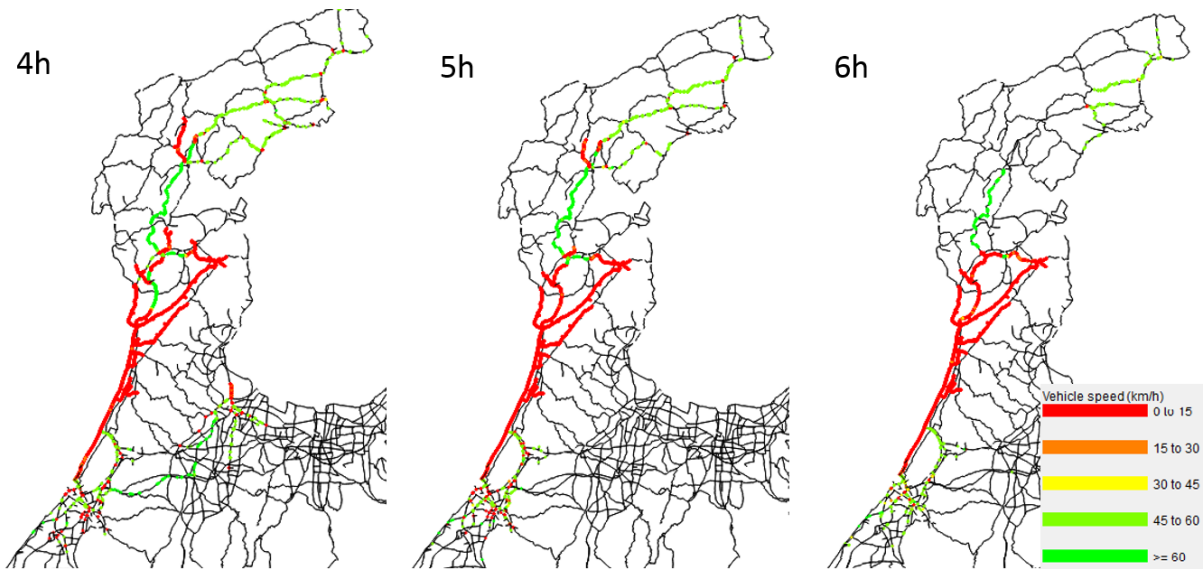 4h
5h
6h
Vehicle speed (km/h)
0 to 15
15 to 30
30 to 45
45 to 60
>= 60